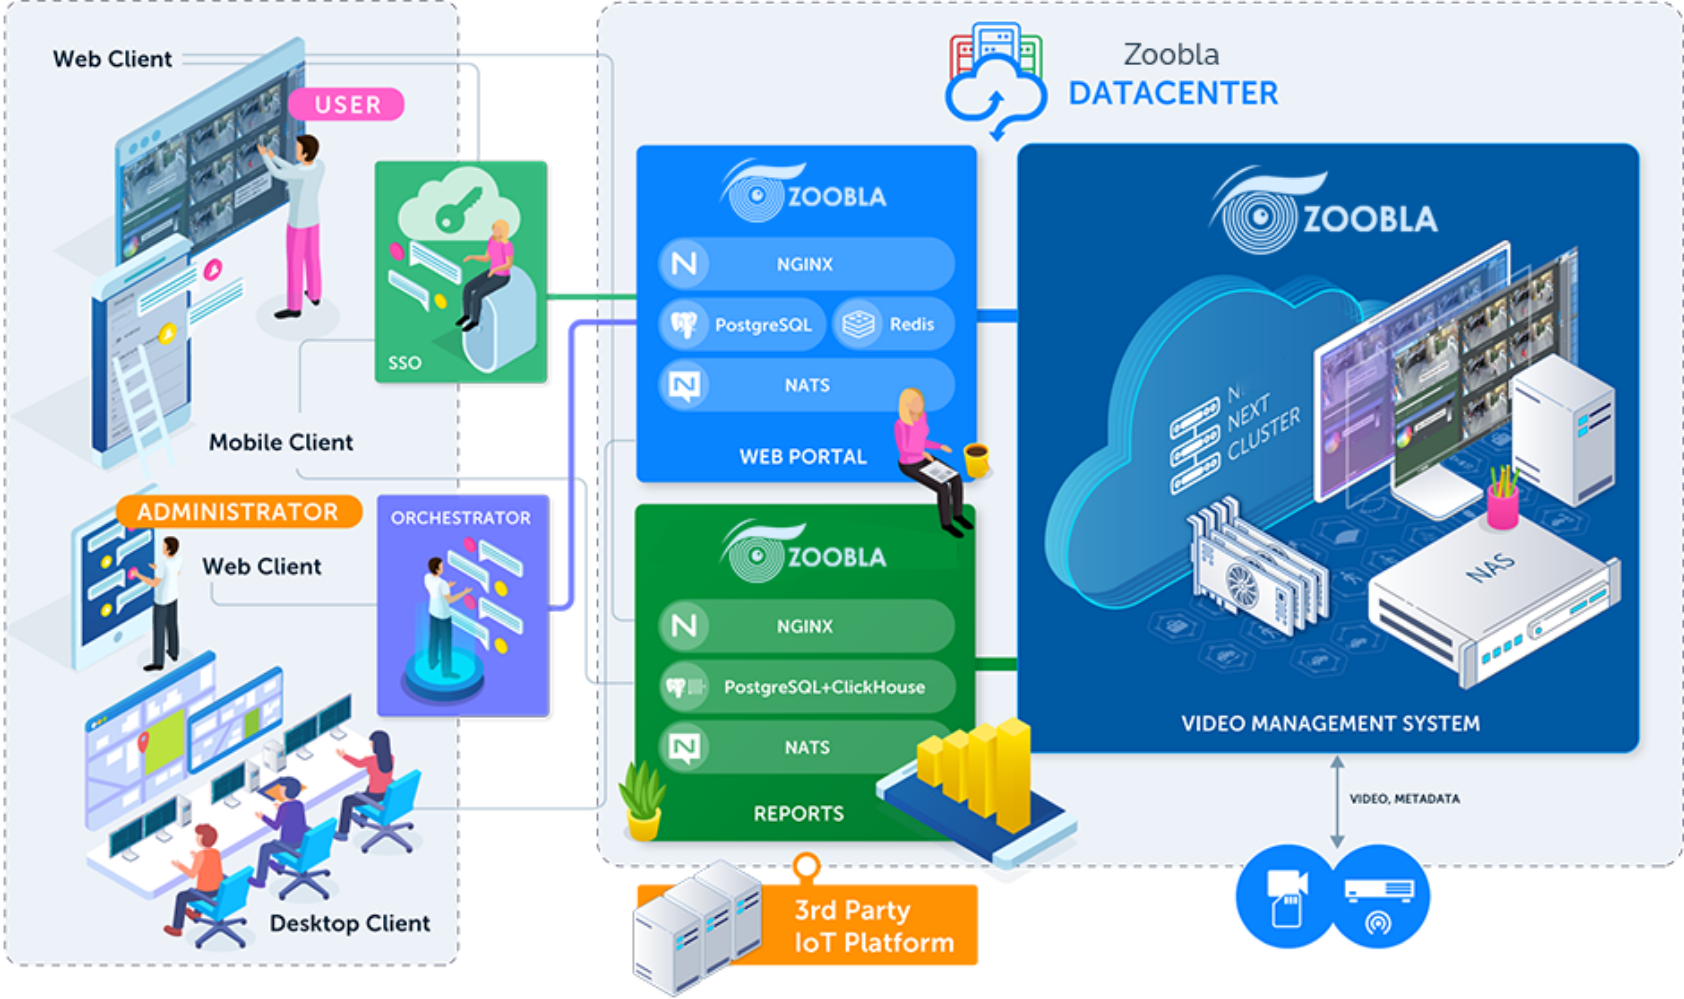 Web Client
USER
SSO
Mobile Client
ADMINISTRATOR
Web Client
ORCHESTRATOR
Desktop Client
Zoobla
DATACENTER
ZOOBLA
NGINX
PostgreSQL
Redis
NATS
WEB PORTAL
ZOOBLA
NGINX
PostgreSQL+ClickHouse
NATS
REPORTS
ZOOBLA
NEXT
CLUSTER
NAS
VIDEO MANAGEMENT SYSTEM
VIDEO, METADATA
3rd Party
IoT Platform